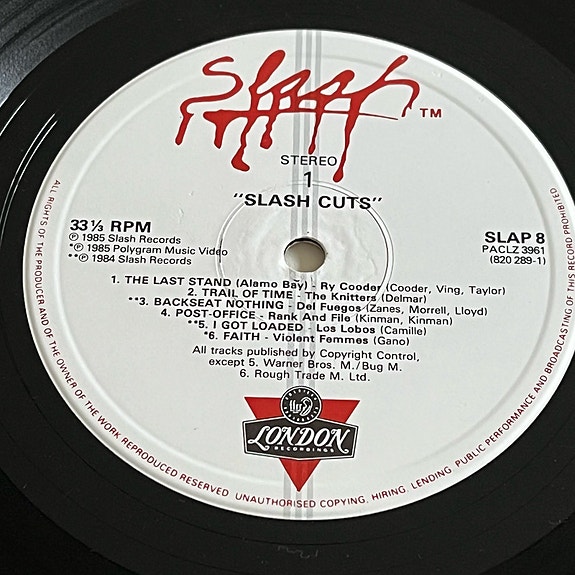 Slash
TM
STEREO
1
"SLASH CUTS"
33⅓ RPM
℗ 1985 Slash Records
*℗ 1985 Polygram Music Video
**℗ 1984 Slash Records
SLAP 8
PACLZ 3961
(820 289-1)
1. THE LAST STAND (Alamo Bay) - Ry Cooder (Cooder, Ving, Taylor)
2. TRAIL OF TIME - The Knitters (Delmar)
**3. BACKSEAT NOTHING - Del Fuegos (Zanes, Morrell, Lloyd)
4. POST-OFFICE - Rank And File (Kinman, Kinman)
**5. I GOT LOADED - Los Lobos (Camille)
*6. FAITH - Violent Femmes (Gano)
All tracks published by Copyright Control,
except 5. Warner Bros. M./Bug M.
6. Rough Trade M. Ltd.
LONDON
RECORDINGS
ALL RIGHTS OF THE PRODUCER AND OF THE OWNER OF THE WORK REPRODUCED RESERVED. UNAUTHORISED COPYING, HIRING, LENDING, PUBLIC PERFORMANCE AND BROADCASTING OF THIS RECORD PROHIBITED